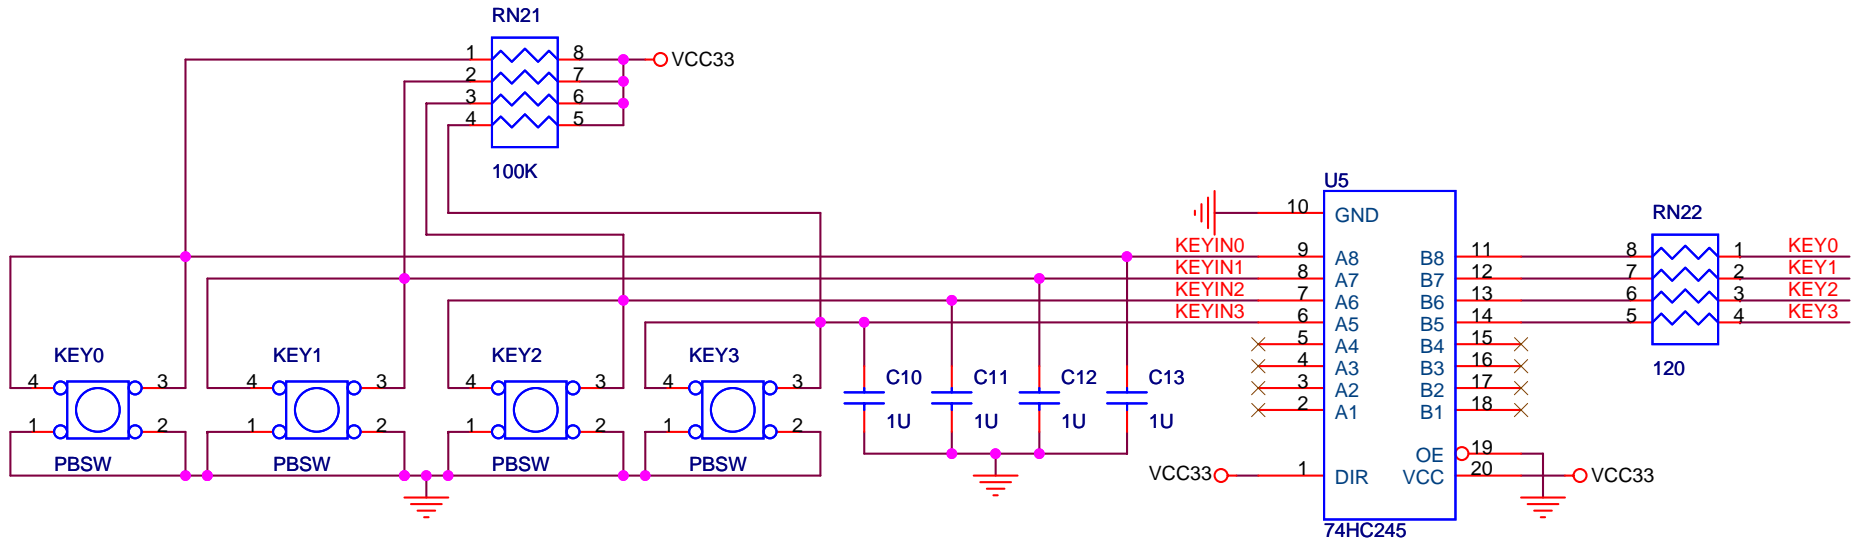 RN21
1 8 VCC33
2 7
3 6
4 5
100K
U5
10 GND
RN22
KEYIN0 9 A8 B8 11 8 1 KEY0
KEYIN1 8 A7 B7 12 7 2 KEY1
KEYIN2 7 A6 B6 13 6 3 KEY2
KEYIN3 6 A5 B5 14 5 4 KEY3
5 A4 B4 15
4 A3 B3 16
3 A2 B2 17
2 A1 B1 18
120
KEY0 KEY1 KEY2 KEY3
4 3 4 3 4 3 4 3
1 2 1 2 1 2 1 2
PBSW PBSW PBSW PBSW
C10 C11 C12 C13
1U 1U 1U 1U
OE 19
VCC33 1 DIR VCC 20 VCC33
74HC245